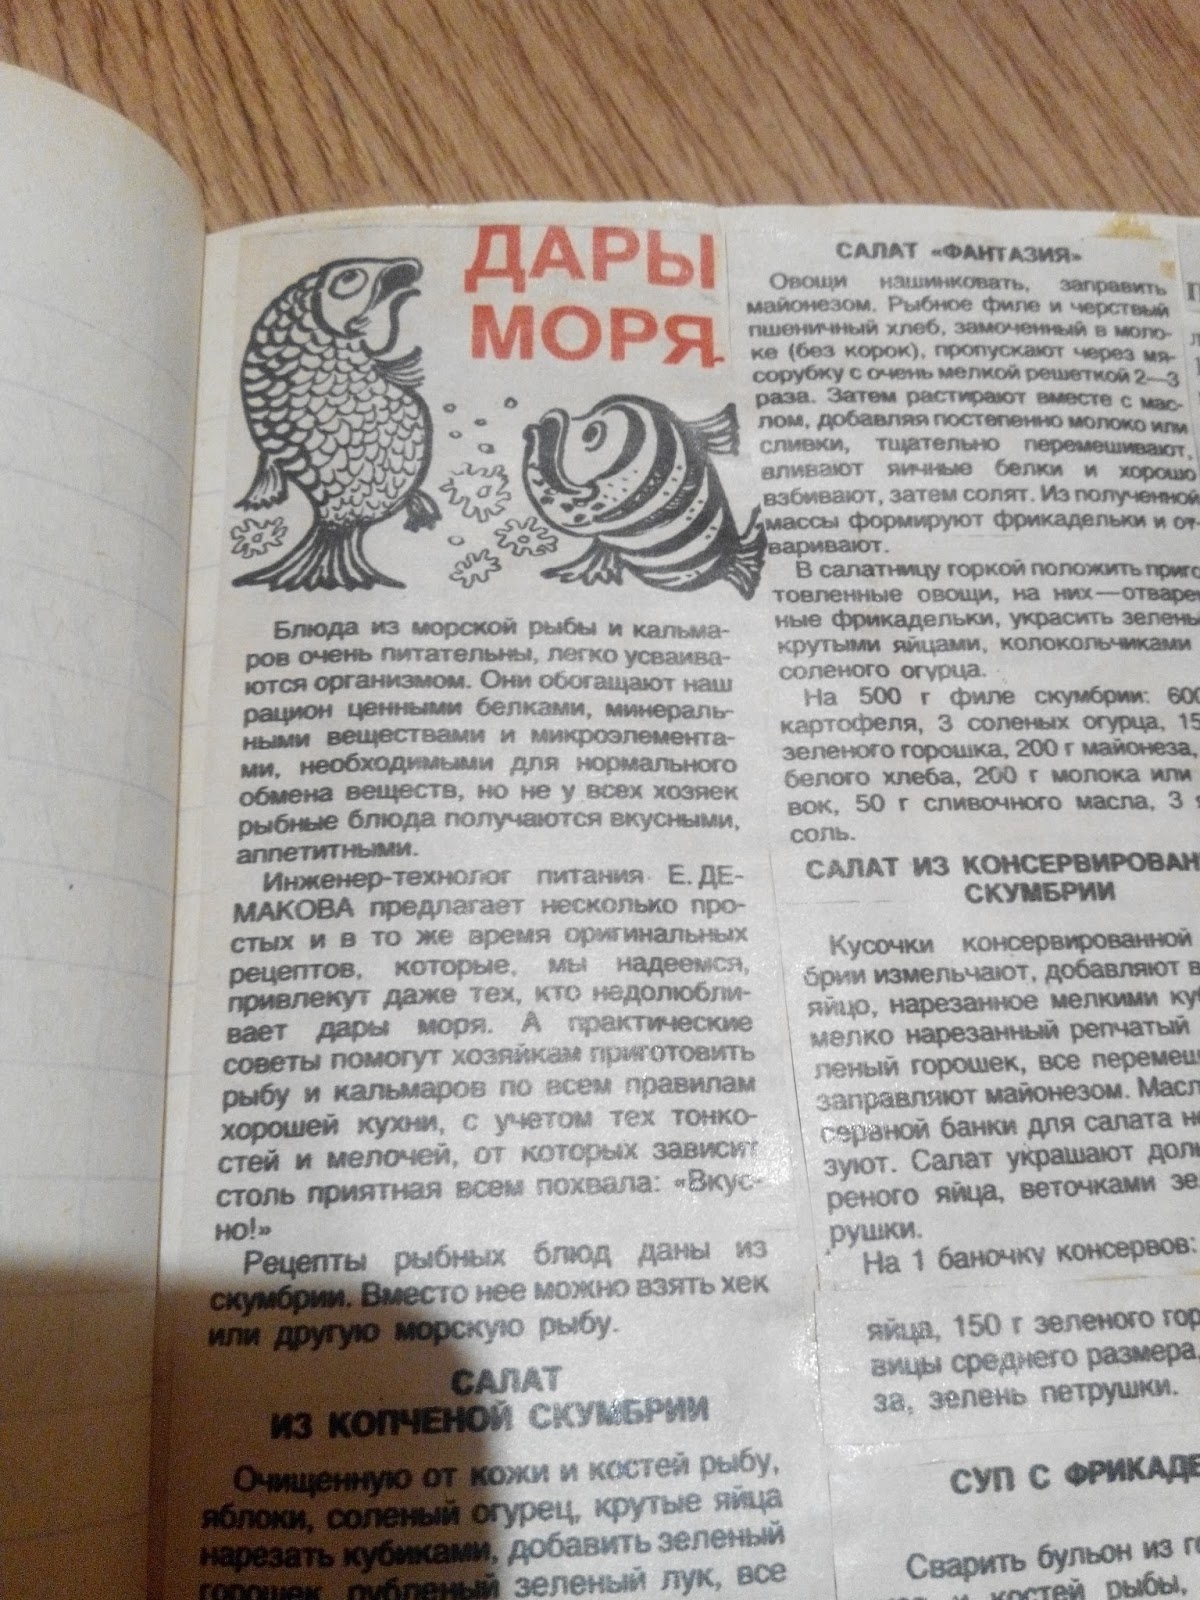 ДАРЫ
МОРЯ
Блюда из морской рыбы и кальма-
ров очень питательны, легко усваива-
ются организмом. Они обогащают наш
рацион ценными белками, минераль-
ными веществами и микроэлемента-
ми, необходимыми для нормального
обмена веществ, но не у всех хозяек
рыбные блюда получаются вкусными,
аппетитными.
Инженер-технолог питания Е. ДЕ-
МАКОВА предлагает несколько про-
стых и в то же время оригинальных
рецептов, которые, мы надеемся,
привлекут даже тех, кто недолюбли-
вает дары моря. А практические
советы помогут хозяйкам приготовить
рыбу и кальмаров по всем правилам
хорошей кухни, с учетом тех тонко-
стей и мелочей, от которых зависит
столь приятная всем похвала: «Вкус-
но!»
Рецепты рыбных блюд даны из
скумбрии. Вместо нее можно взять хек
или другую морскую рыбу.
САЛАТ
ИЗ КОПЧЕНОЙ СКУМБРИИ
Очищенную от кожи и костей рыбу,
яблоки, соленый огурец, крутые яйца
нарезать кубиками, добавить зеленый
горошек, рубленый зеленый лук, все
САЛАТ «ФАНТАЗИЯ»
Овощи нашинковать, заправить
майонезом. Рыбное филе и черствый
пшеничный хлеб, замоченный в моло-
ке (без корок), пропускают через мя-
сорубку с очень мелкой решеткой 2—3
раза. Затем растирают вместе с мас-
лом, добавляя постепенно молоко или
сливки, тщательно перемешивают,
вливают яичные белки и хорошо
взбивают, затем солят. Из полученной
массы формируют фрикадельки и от
варивают.
В салатницу горкой положить приго
товленные овощи, на них—отварен
ные фрикадельки, украсить зелень
крутыми яйцами, колокольчиками
соленого огурца.
На 500 г филе скумбрии: 600
картофеля, 3 соленых огурца, 15
зеленого горошка, 200 г майонеза,
белого хлеба, 200 г молока или
вок, 50 г сливочного масла, 3 я
соль.
САЛАТ ИЗ КОНСЕРВИРОВАН
СКУМБРИИ
Кусочки консервированной
брии измельчают, добавляют в
яйцо, нарезанное мелкими куб
мелко нарезанный репчатый
леный горошек, все перемеш
заправляют майонезом. Масл
сервной банки для салата не
зуют. Салат украшают доль
реного яйца, веточками зе
рушки.
На 1 баночку консервов:
яйца, 150 г зеленого гор
вицы среднего размера,
за, зелень петрушки.
СУП С ФРИКАДЕ
Сварить бульон из го
и костей рыбы,